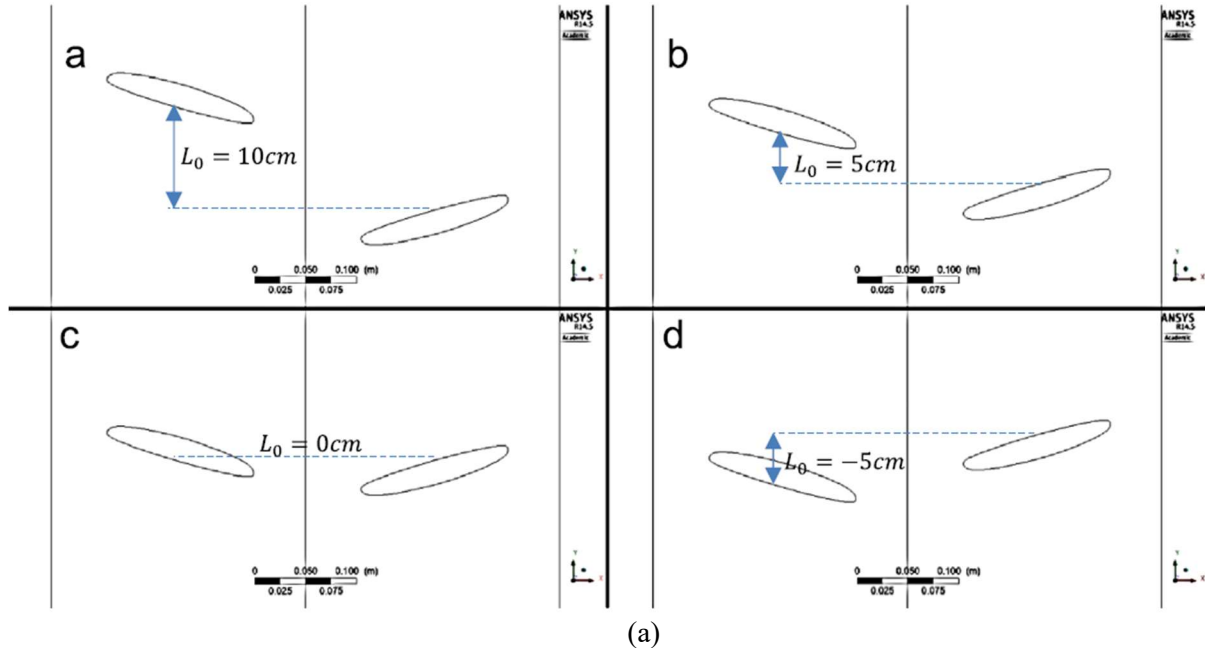 a
ANSYS
R14.5
Academic
L₀ = 10cm
0 0.050 0.100 (m)
0.025 0.075
Y
X
b
ANSYS
R14.5
Academic
L₀ = 5cm
0 0.050 0.100 (m)
0.025 0.075
Y
X
c
ANSYS
R14.5
Academic
L₀ = 0cm
0 0.050 0.100 (m)
0.025 0.075
Y
X
d
ANSYS
R14.5
Academic
L₀ = −5cm
0 0.050 0.100 (m)
0.025 0.075
Y
X
(a)